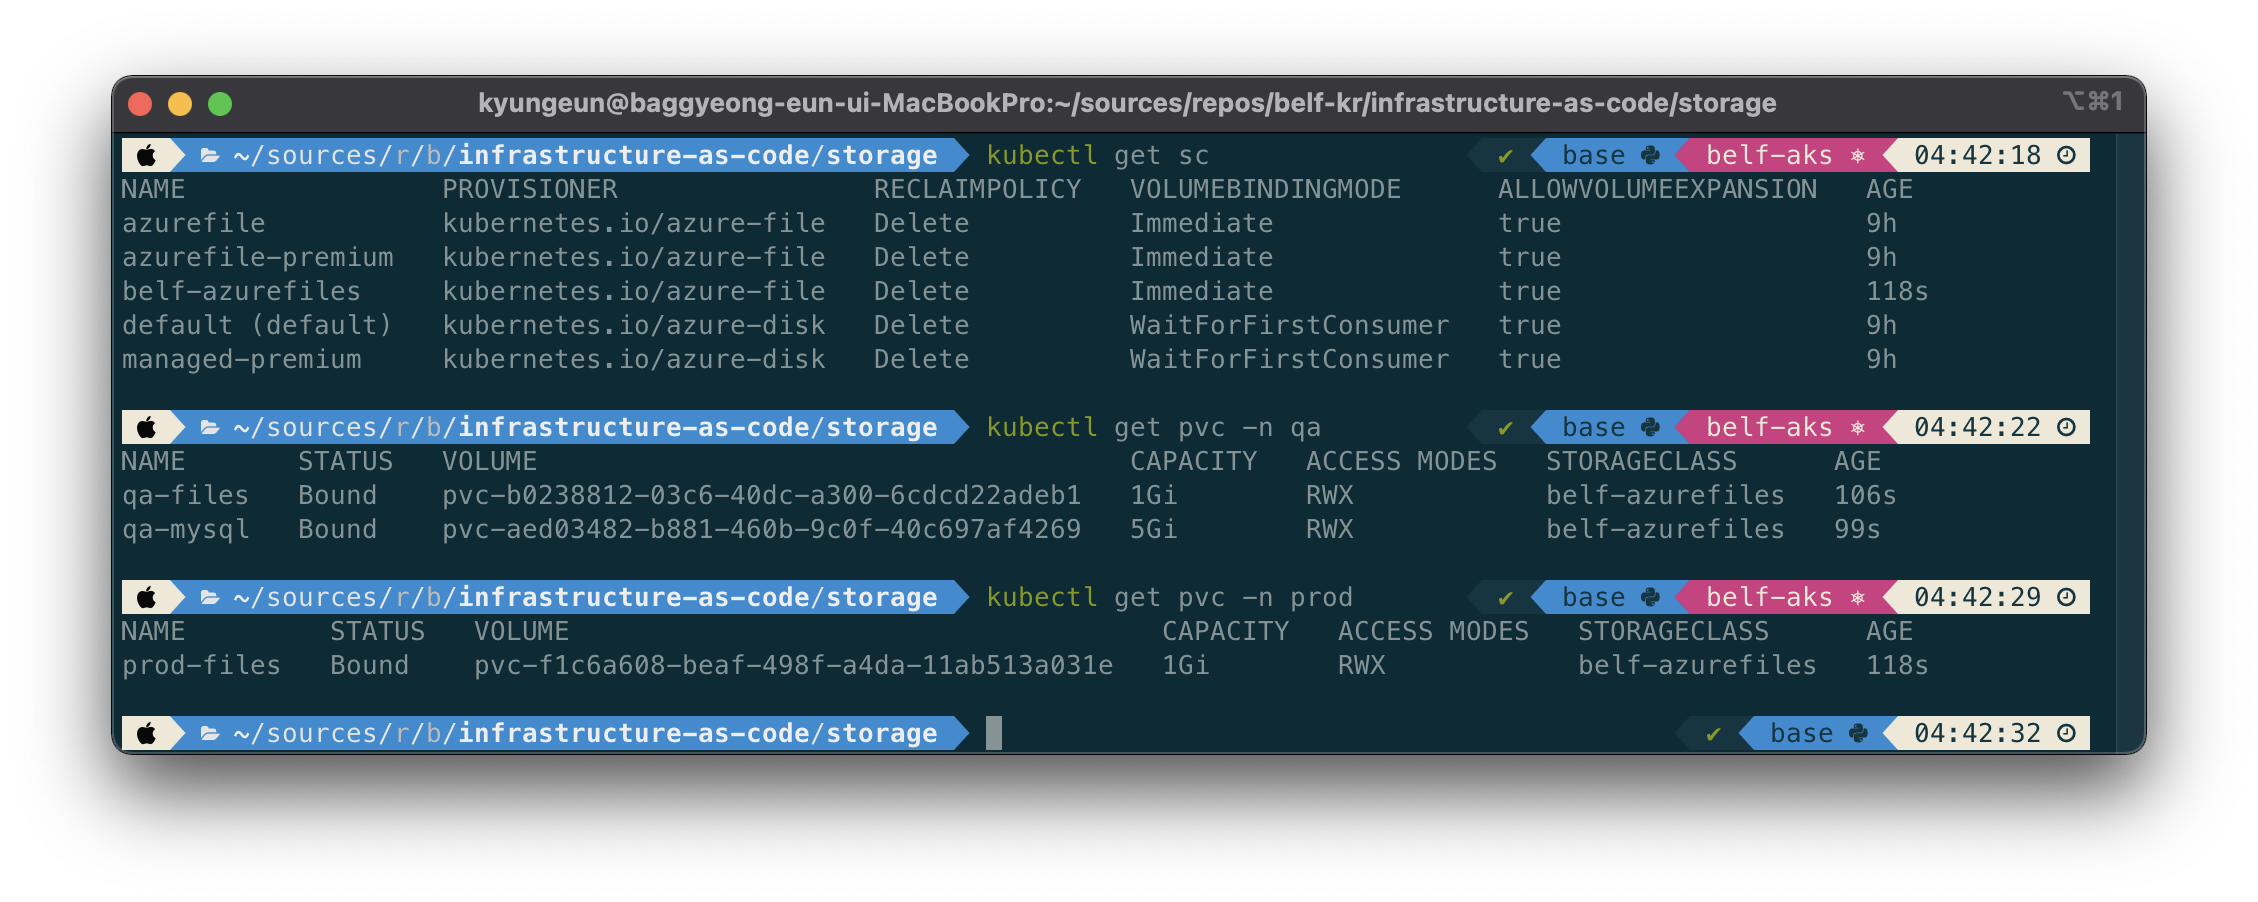 kyungeun@baggyeong-eun-ui-MacBookPro:~/sources/repos/belf-kr/infrastructure-as-code/storage ⌥⌘1
~/sources/r/b/infrastructure-as-code/storage kubectl get sc ✔ base belf-aks ⎈ 04:42:18
NAME PROVISIONER RECLAIMPOLICY VOLUMEBINDINGMODE ALLOWVOLUMEEXPANSION AGE
azurefile kubernetes.io/azure-file Delete Immediate true 9h
azurefile-premium kubernetes.io/azure-file Delete Immediate true 9h
belf-azurefiles kubernetes.io/azure-file Delete Immediate true 118s
default (default) kubernetes.io/azure-disk Delete WaitForFirstConsumer true 9h
managed-premium kubernetes.io/azure-disk Delete WaitForFirstConsumer true 9h
~/sources/r/b/infrastructure-as-code/storage kubectl get pvc -n qa ✔ base belf-aks ⎈ 04:42:22
NAME STATUS VOLUME CAPACITY ACCESS MODES STORAGECLASS AGE
qa-files Bound pvc-b0238812-03c6-40dc-a300-6cdcd22adeb1 1Gi RWX belf-azurefiles 106s
qa-mysql Bound pvc-aed03482-b881-460b-9c0f-40c697af4269 5Gi RWX belf-azurefiles 99s
~/sources/r/b/infrastructure-as-code/storage kubectl get pvc -n prod ✔ base belf-aks ⎈ 04:42:29
NAME STATUS VOLUME CAPACITY ACCESS MODES STORAGECLASS AGE
prod-files Bound pvc-f1c6a608-beaf-498f-a4da-11ab513a031e 1Gi RWX belf-azurefiles 118s
~/sources/r/b/infrastructure-as-code/storage ✔ base 04:42:32